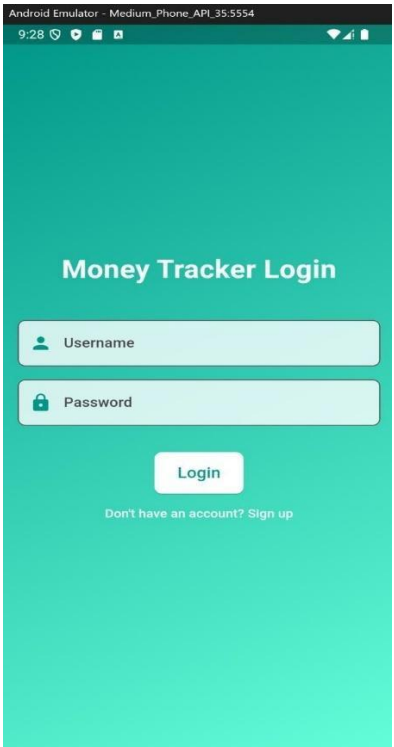 Android Emulator - Medium_Phone_API_35:5554
9:28
Money Tracker Login
Username
Password
Login
Don't have an account? Sign up